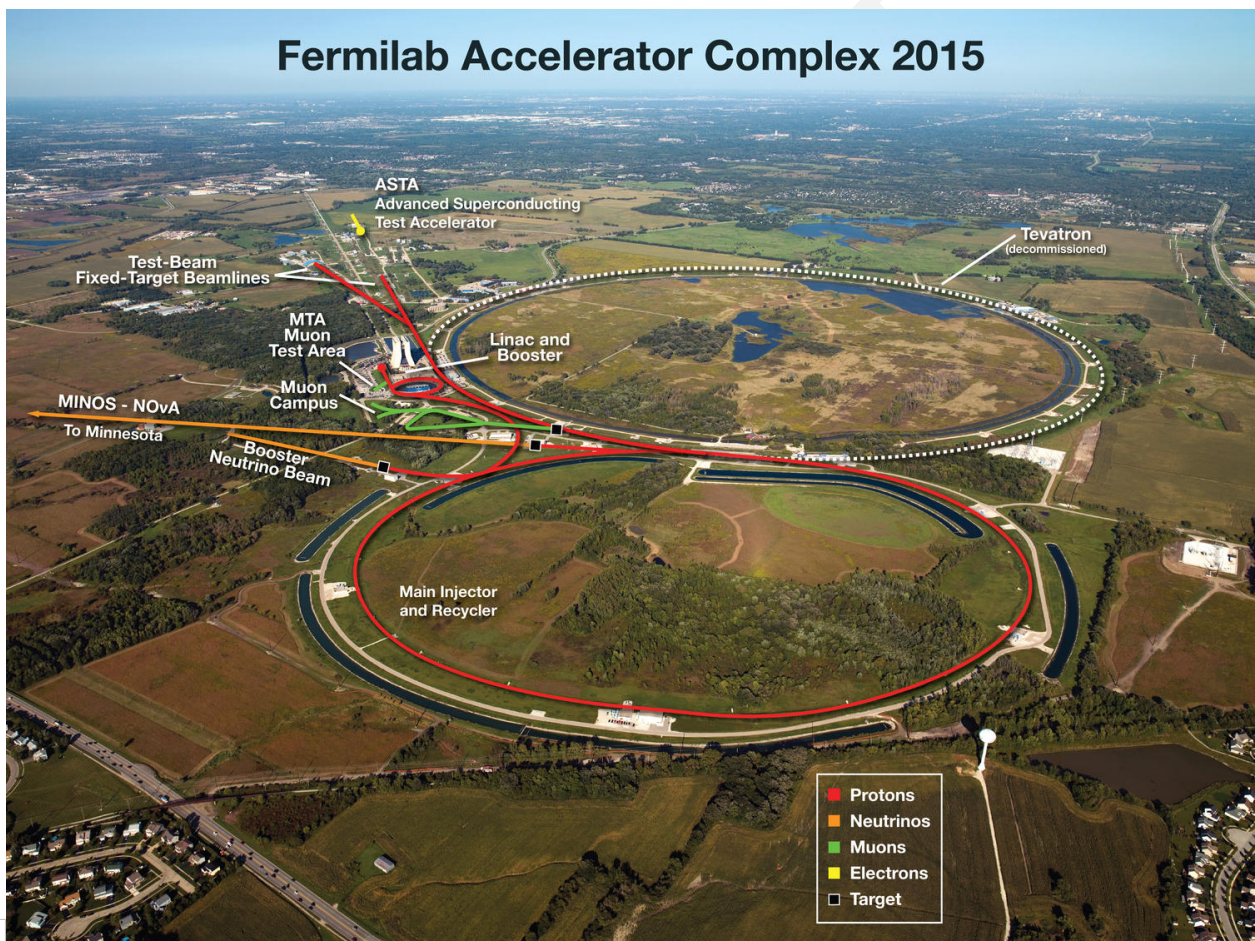 Fermilab Accelerator Complex 2015
ASTA
Advanced Superconducting
Test Accelerator
Tevatron
(decommissioned)
Test-Beam
Fixed-Target Beamlines
MTA
Muon
Test Area
Linac and
Booster
Muon
Campus
MINOS - NOvA
To Minnesota
Booster
Neutrino Beam
Main Injector
and Recycler
Protons
Neutrinos
Muons
Electrons
Target